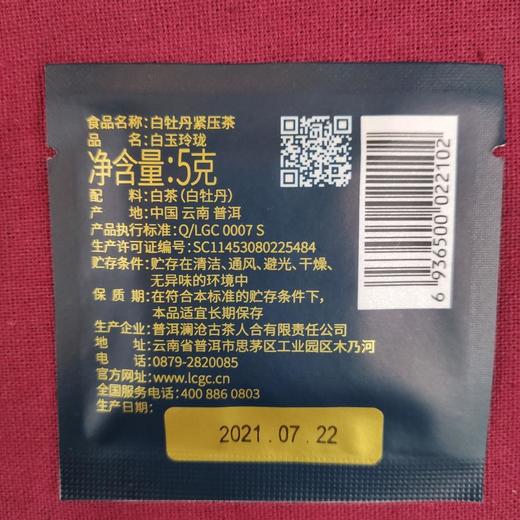 食品名称:白牡丹紧压茶
品名:白玉玲珑
净含量:5克
配料:白茶(白牡丹)
产地:中国 云南 普洱
产品执行标准:Q/LGC 0007 S
生产许可证编号:SC11453080225484
贮存条件:贮存在清洁、通风、避光、干燥、
无异味的环境中
保质期:在符合本标准的贮存条件下,
本品适宜长期保存
生产企业:普洱澜沧古茶人合有限责任公司
地址:云南省普洱市思茅区工业园区木乃河
电话:0879-2820085
官方网址:www.lcgc.cn
全国服务电话:400 886 0803
生产日期:
2021.07.22
6 936500 022102